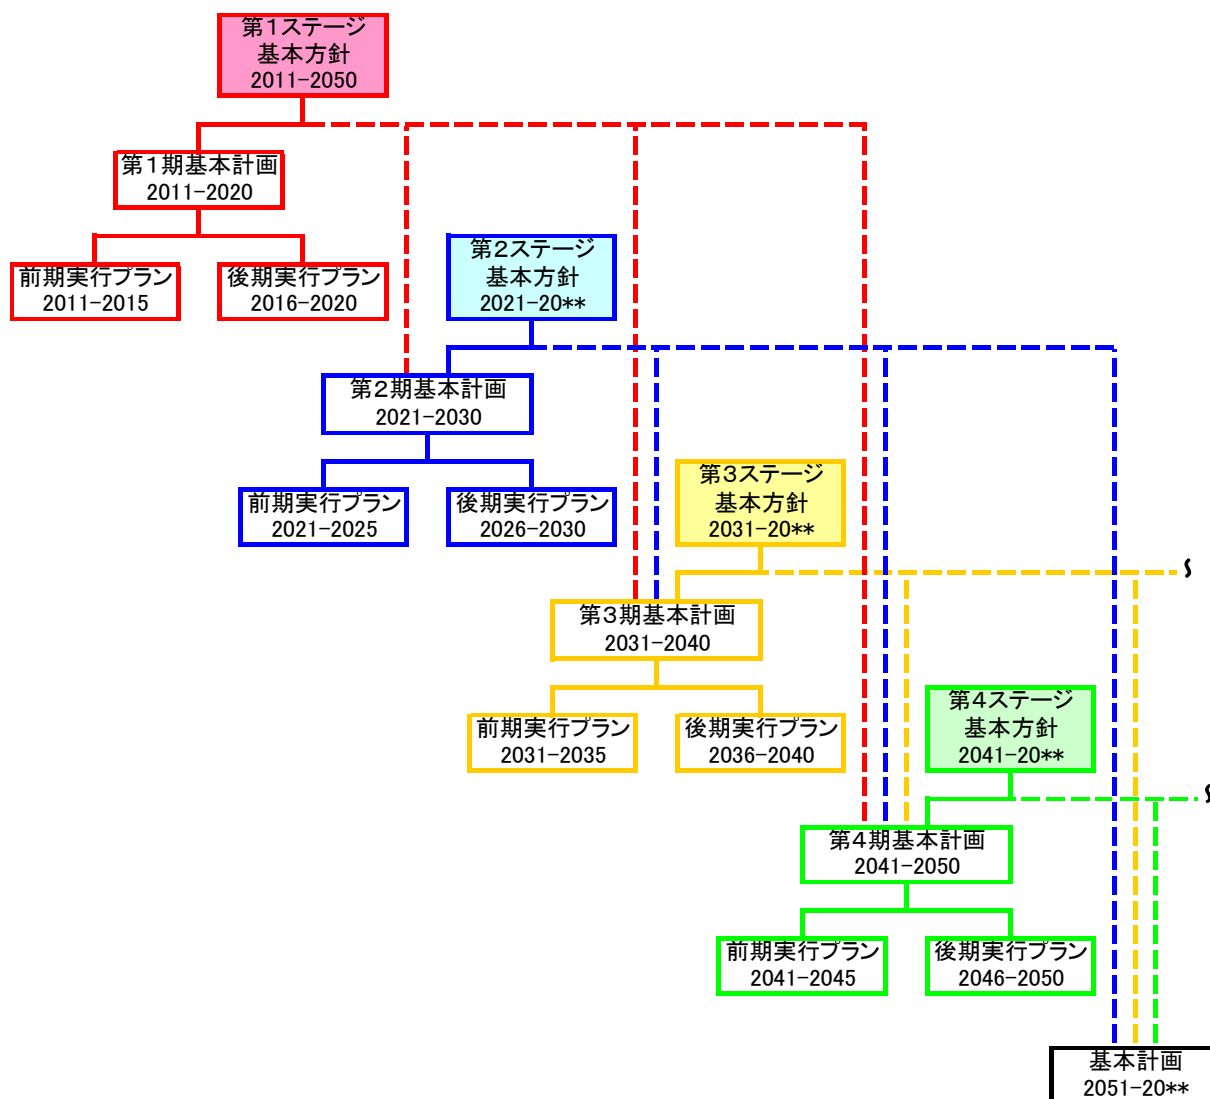 第１ステージ
基本方針
2011-2050
第１期基本計画
2011-2020
前期実行プラン
2011-2015
後期実行プラン
2016-2020
第２ステージ
基本方針
2021-20**
第２期基本計画
2021-2030
前期実行プラン
2021-2025
後期実行プラン
2026-2030
第３ステージ
基本方針
2031-20**
第３期基本計画
2031-2040
前期実行プラン
2031-2035
後期実行プラン
2036-2040
第４ステージ
基本方針
2041-20**
第４期基本計画
2041-2050
前期実行プラン
2041-2045
後期実行プラン
2046-2050
基本計画
2051-20**